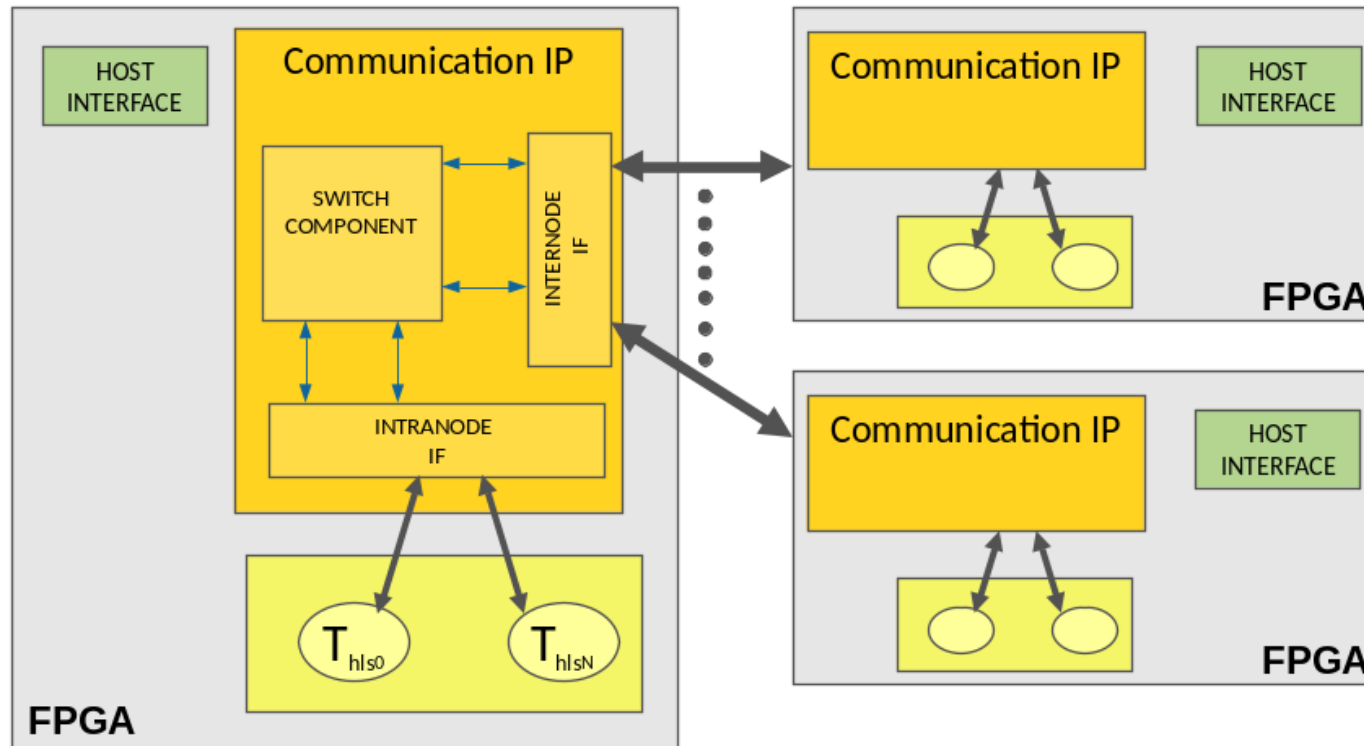 HOST
INTERFACE
Communication IP
SWITCH
COMPONENT
INTERNODE
IF
INTRANODE
IF
Thls0
ThlsN
FPGA
Communication IP
HOST
INTERFACE
FPGA
Communication IP
HOST
INTERFACE
FPGA